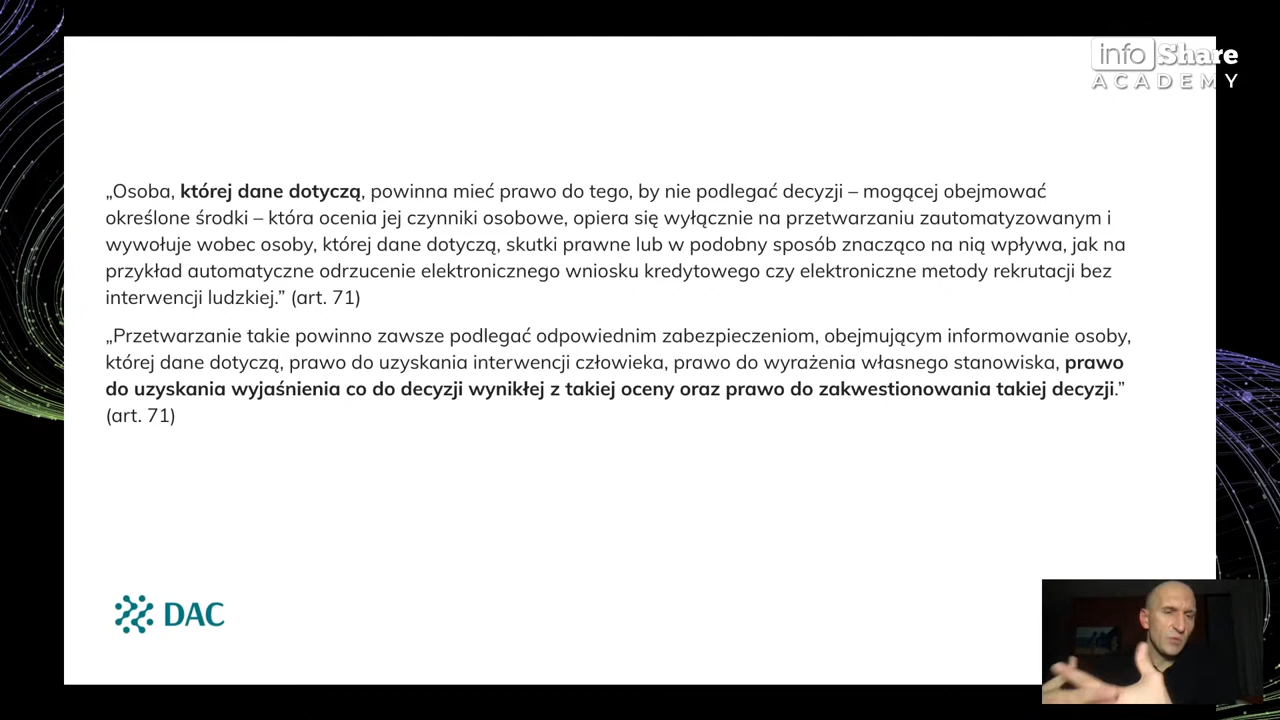 info Share
ACADEMY
„Osoba, której dane dotyczą, powinna mieć prawo do tego, by nie podlegać decyzji – mogącej obejmować
określone środki – która ocenia jej czynniki osobowe, opiera się wyłącznie na przetwarzaniu zautomatyzowanym i
wywołuje wobec osoby, której dane dotyczą, skutki prawne lub w podobny sposób znacząco na nią wpływa, jak na
przykład automatyczne odrzucenie elektronicznego wniosku kredytowego czy elektroniczne metody rekrutacji bez
interwencji ludzkiej.” (art. 71)
„Przetwarzanie takie powinno zawsze podlegać odpowiednim zabezpieczeniom, obejmującym informowanie osoby,
której dane dotyczą, prawo do uzyskania interwencji człowieka, prawo do wyrażenia własnego stanowiska, prawo
do uzyskania wyjaśnienia co do decyzji wynikłej z takiej oceny oraz prawo do zakwestionowania takiej decyzji.”
(art. 71)
DAC